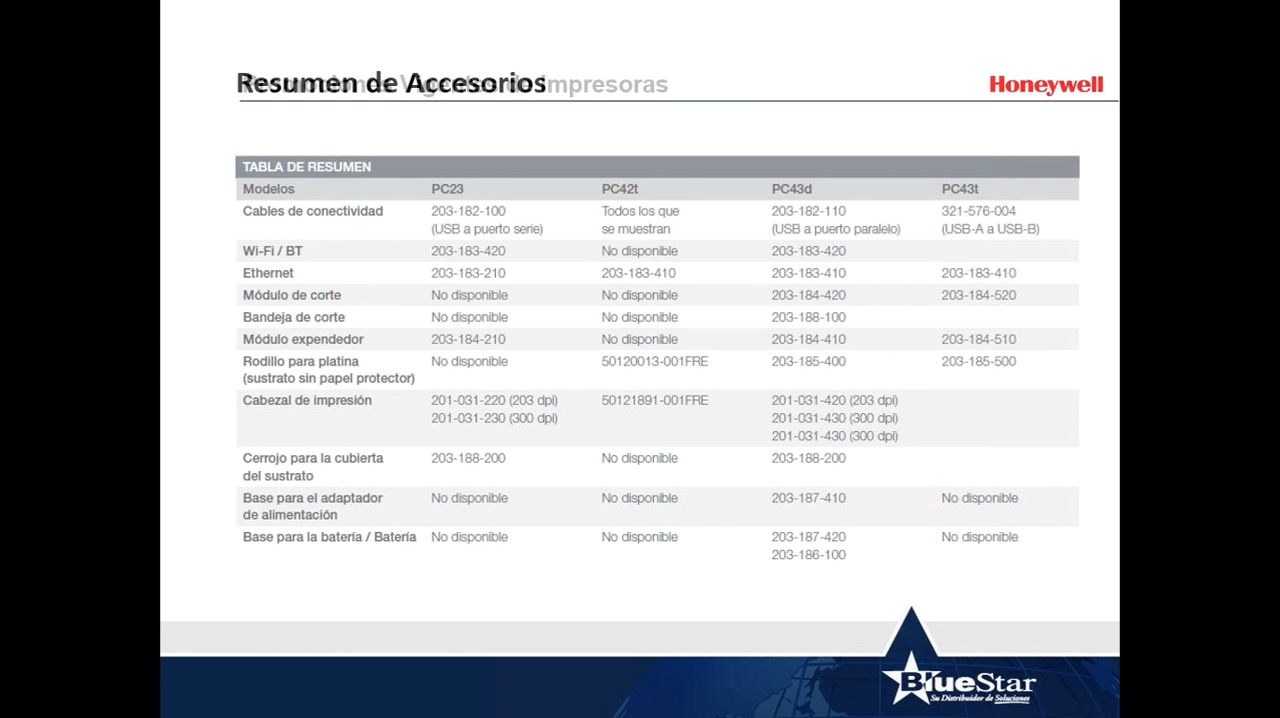 Resumen de Accesorios
Impresoras
Honeywell
TABLA DE RESUMEN
Modelos PC23 PC42t PC43d PC43t
Cables de conectividad 203-182-100 Todos los que 203-182-110 321-576-004
(USB a puerto serie) se muestran (USB a puerto paralelo) (USB-A a USB-B)
Wi-Fi / BT 203-183-420 No disponible 203-183-420
Ethernet 203-183-210 203-183-410 203-183-410 203-183-410
Módulo de corte No disponible No disponible 203-184-420 203-184-520
Bandeja de corte No disponible No disponible 203-188-100
Módulo expendedor 203-184-210 No disponible 203-184-410 203-184-510
Rodillo para platina No disponible 50120013-001FRE 203-185-400 203-185-500
(sustrato sin papel protector)
Cabezal de impresión 201-031-220 (203 dpi) 50121891-001FRE 201-031-420 (203 dpi)
201-031-230 (300 dpi) 201-031-430 (300 dpi)
201-031-430 (300 dpi)
Cerrojo para la cubierta 203-188-200 No disponible 203-188-200
del sustrato
Base para el adaptador No disponible No disponible 203-187-410 No disponible
de alimentación
Base para la batería / Batería No disponible No disponible 203-187-420 No disponible
203-186-100
BlueStar
Su Distribuidor de Soluciones